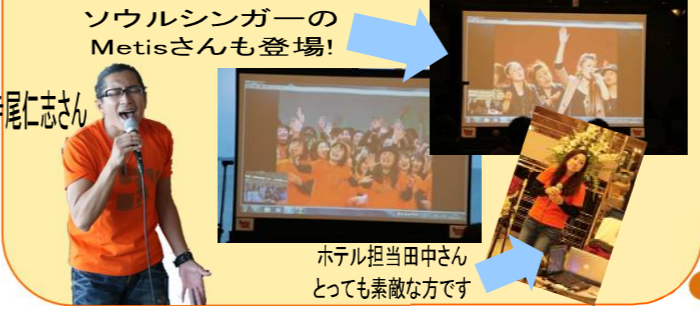 ソウルシンガーの
Metisさんも登場!
尾仁志さん
ホテル担当田中さん
とっても素敵な方です